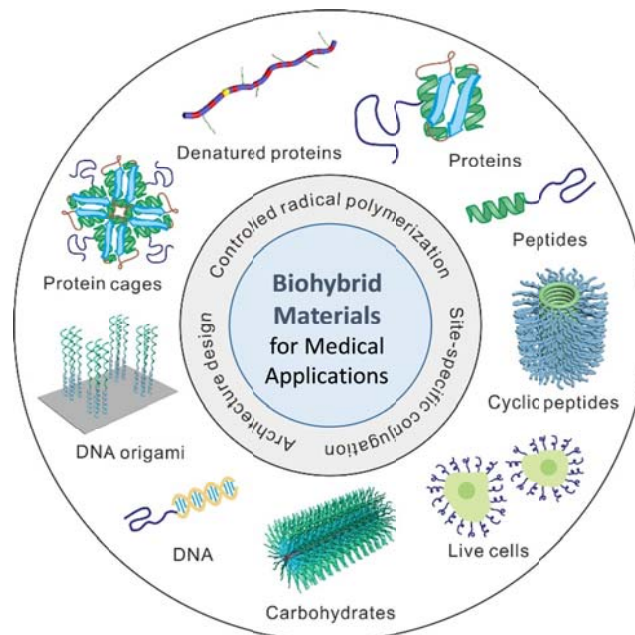 Denatured proteins
Proteins
Peptides
Cyclic peptides
Live cells
Carbohydrates
DNA
DNA origami
Protein cages
Controlled radical polymerization
Site-specific conjugation
Architecture design
Biohybrid
Materials
for Medical
Applications